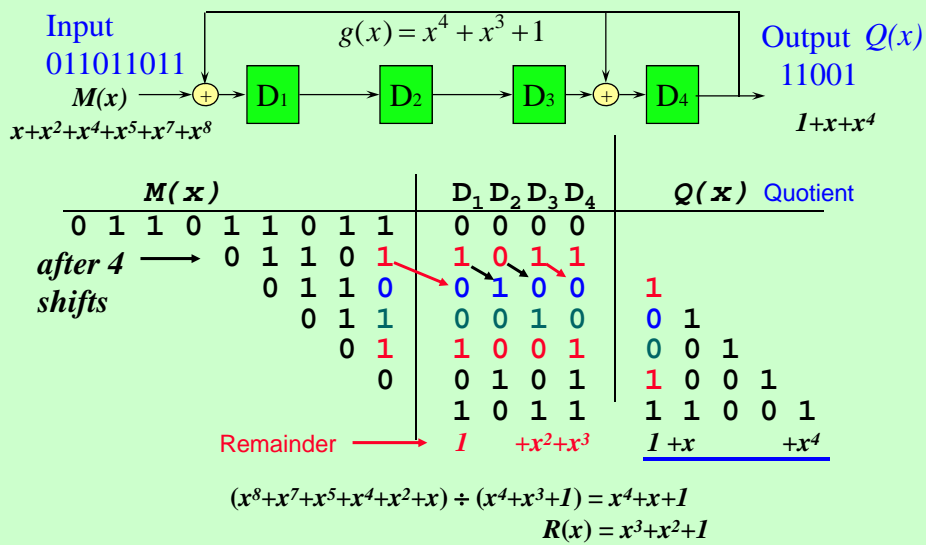 Input
011011011
M(x)
x+x²+x⁴+x⁵+x⁷+x⁸
g(x) = x⁴ + x³ + 1
+ D₁ D₂ D₃ + D₄
Output Q(x)
11001
1+x+x⁴
M(x) D₁ D₂ D₃ D₄ Q(x) Quotient
0 1 1 0 1 1 0 1 1 0 0 0 0
after 4 shifts
0 1 1 0 1 1 0 1 1
0 1 1 0 0 1 0 0 1
0 1 1 0 0 1 0 0 1
0 1 1 0 0 1 0 0 1
0 0 1 0 1 1 0 0 1
1 0 1 1 1 1 0 0 1
Remainder 1 +x²+x³ 1 +x +x⁴
(x⁸+x⁷+x⁵+x⁴+x²+x) ÷ (x⁴+x³+1) = x⁴+x+1
R(x) = x³+x²+1